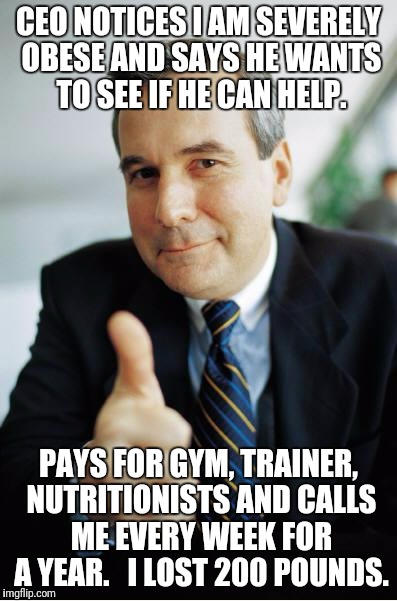 CEO NOTICES I AM SEVERELY
OBESE AND SAYS HE WANTS
TO SEE IF HE CAN HELP.
PAYS FOR GYM, TRAINER,
NUTRITIONISTS AND CALLS
ME EVERY WEEK FOR
A YEAR. I LOST 200 POUNDS.
imgflip.com